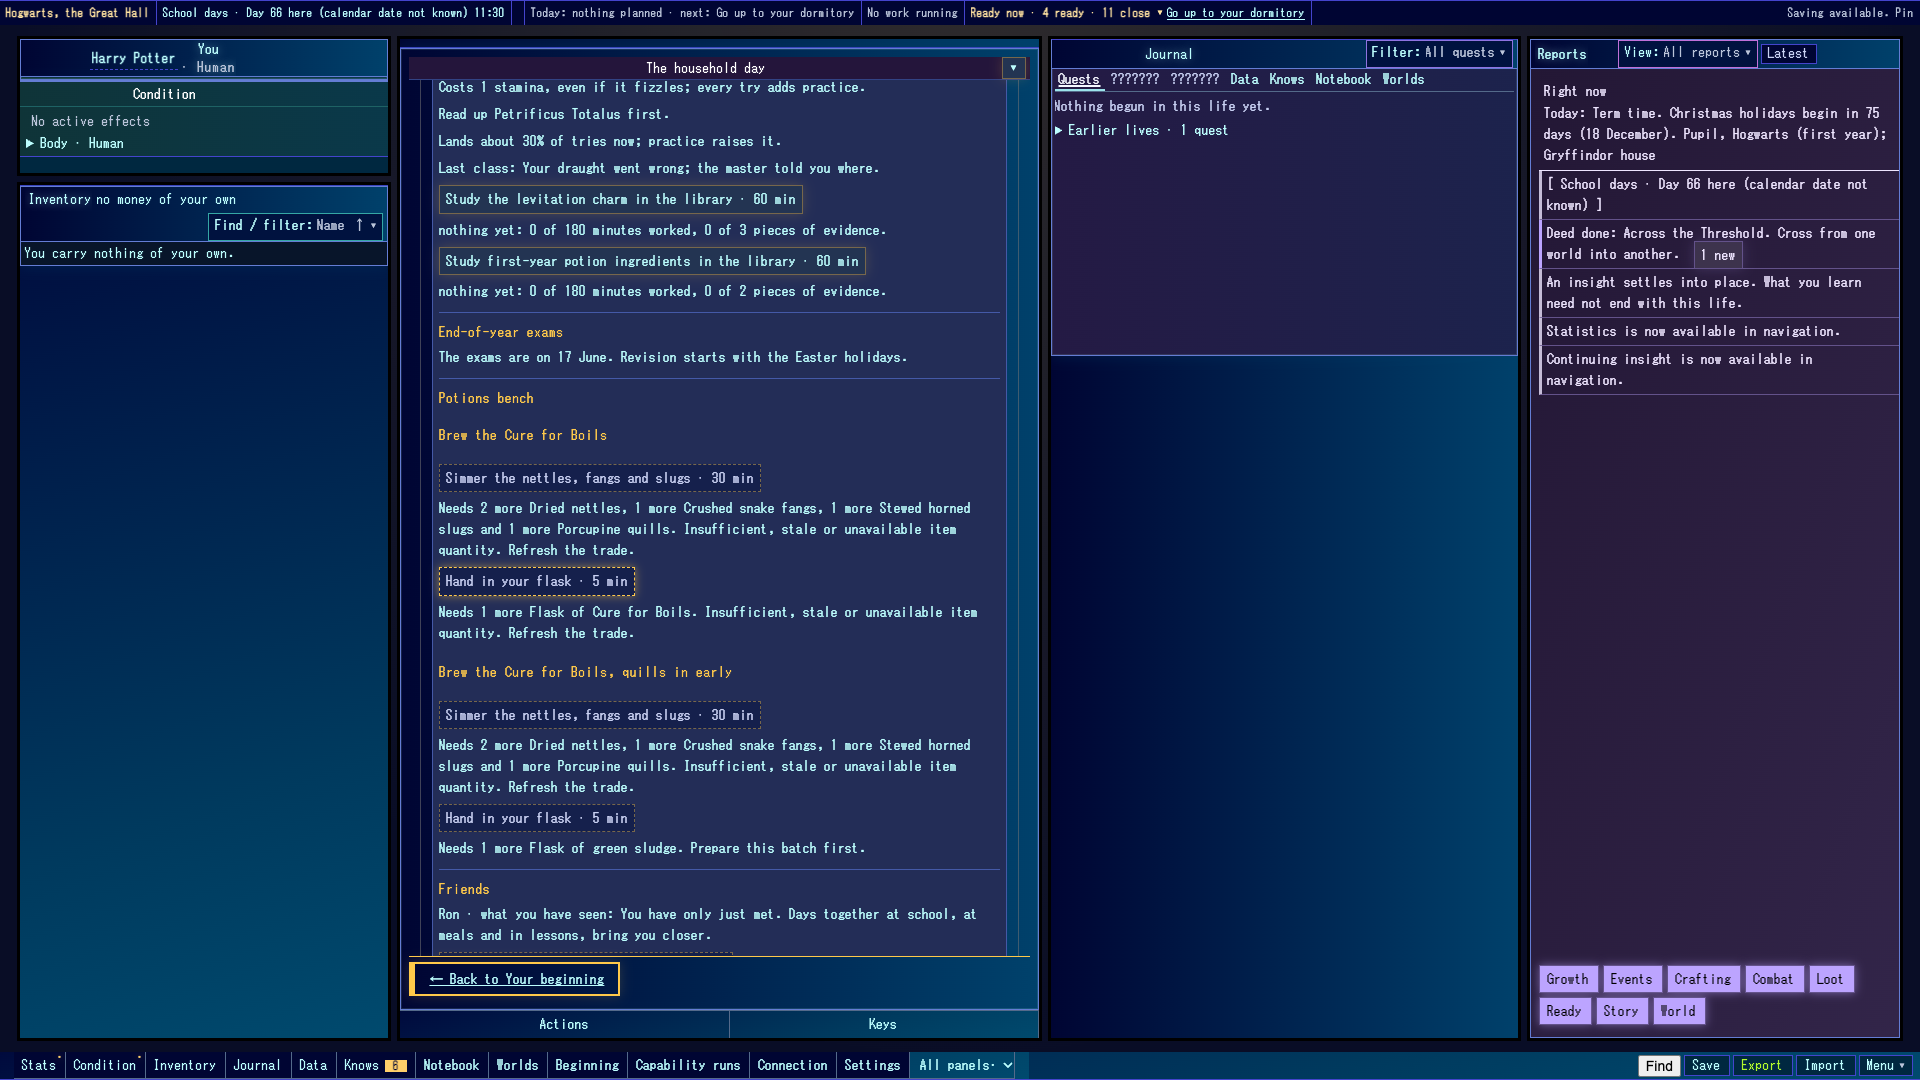 Hogwarts, the Great Hall School days · Day 66 here (calendar date not known) 11:30 Today: nothing planned · next: Go up to your dormitory No work running Ready now · 4 ready · 11 close ▾ Go up to your dormitory Saving available. Pin
Harry Potter · You
Human
Condition
No active effects
▶ Body · Human
Inventory no money of your own
Find / filter: Name ↑ ▾
You carry nothing of your own.
The household day ▾
Costs 1 stamina, even if it fizzles; every try adds practice.
Read up Petrificus Totalus first.
Lands about 30% of tries now; practice raises it.
Last class: Your draught went wrong; the master told you where.
Study the levitation charm in the library · 60 min
nothing yet: 0 of 180 minutes worked, 0 of 3 pieces of evidence.
Study first-year potion ingredients in the library · 60 min
nothing yet: 0 of 180 minutes worked, 0 of 2 pieces of evidence.
End-of-year exams
The exams are on 17 June. Revision starts with the Easter holidays.
Potions bench
Brew the Cure for Boils
Simmer the nettles, fangs and slugs · 30 min
Needs 2 more Dried nettles, 1 more Crushed snake fangs, 1 more Stewed horned
slugs and 1 more Porcupine quills. Insufficient, stale or unavailable item
quantity. Refresh the trade.
Hand in your flask · 5 min
Needs 1 more Flask of Cure for Boils. Insufficient, stale or unavailable item
quantity. Refresh the trade.
Brew the Cure for Boils, quills in early
Simmer the nettles, fangs and slugs · 30 min
Needs 2 more Dried nettles, 1 more Crushed snake fangs, 1 more Stewed horned
slugs and 1 more Porcupine quills. Insufficient, stale or unavailable item
quantity. Refresh the trade.
Hand in your flask · 5 min
Needs 1 more Flask of green sludge. Prepare this batch first.
Friends
Ron · what you have seen: You have only just met. Days together at school, at
meals and in lessons, bring you closer.
← Back to Your beginning
Actions Keys
Journal Filter: All quests ▾
Quests ??????? ??????? Data Knows Notebook Worlds
Nothing begun in this life yet.
▶ Earlier lives · 1 quest
Reports View: All reports ▾ Latest
Right now
Today: Term time. Christmas holidays begin in 75
days (18 December). Pupil, Hogwarts (first year);
Gryffindor house
[ School days · Day 66 here (calendar date not
known) ]
Deed done: Across the Threshold. Cross from one
world into another. 1 new
An insight settles into place. What you learn
need not end with this life.
Statistics is now available in navigation.
Continuing insight is now available in
navigation.
Growth Events Crafting Combat Loot
Ready Story World
Stats Condition Inventory Journal Data Knows 6 Notebook Worlds Beginning Capability runs Connection Settings All panels· Find Save Export Import Menu ▾